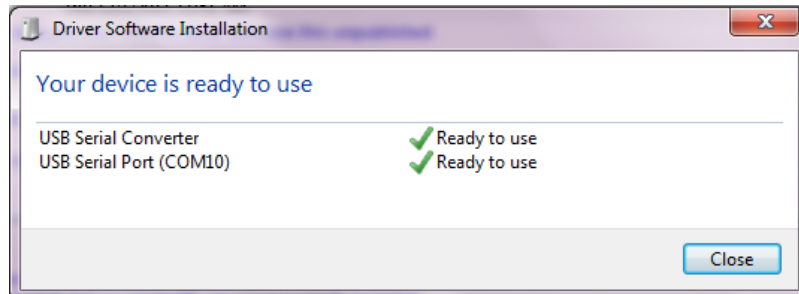 Driver Software Installation
Your device is ready to use
USB Serial Converter Ready to use
USB Serial Port (COM10) Ready to use
Close